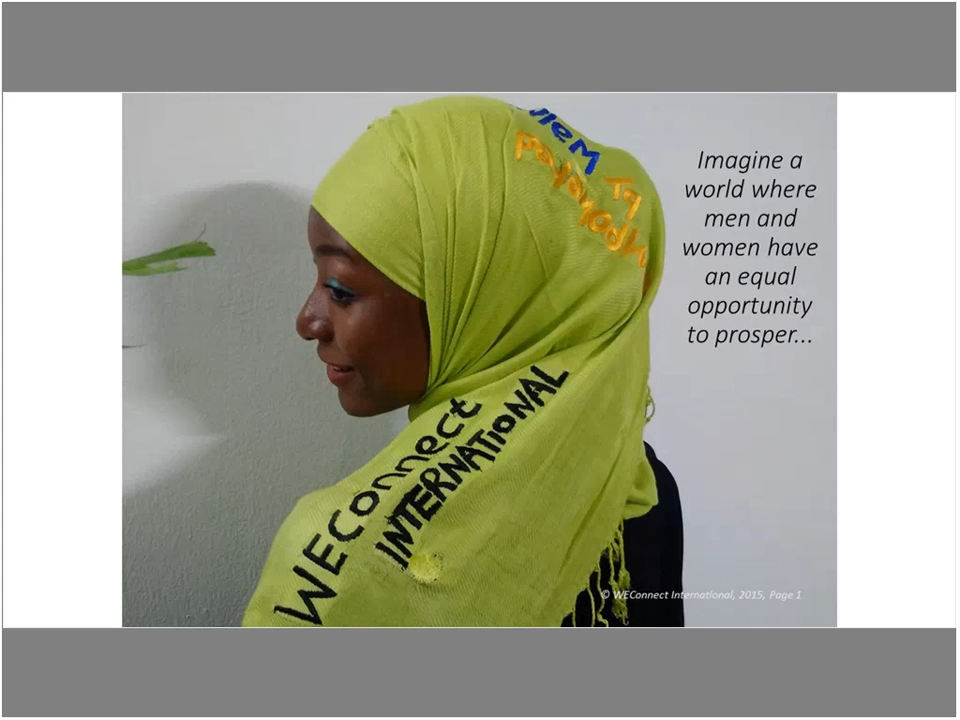 Imagine a
world where
men and
women have
an equal
opportunity
to prosper...
WEConnect
INTERNATIONAL
© WEConnect International, 2015, Page 1